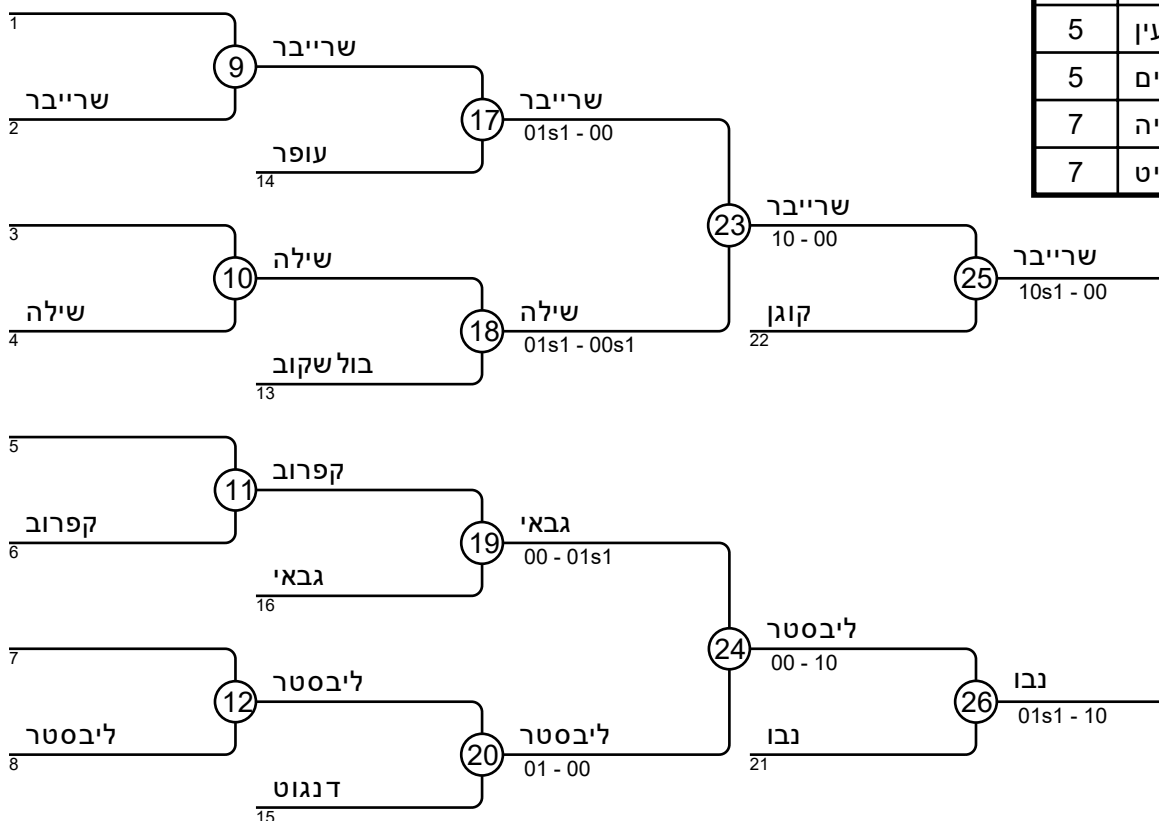 1
9
שרייבר
שרייבר
2
17
שרייבר
01s1 - 00
עופר
14
3
10
שילה
שילה
4
18
שילה
01s1 - 00s1
בולשקוב
13
23
שרייבר
10 - 00
קוגן
22
25
שרייבר
10s1 - 00
5
11
קפרוב
קפרוב
6
19
גבאי
00 - 01s1
גבאי
16
7
12
ליבסטר
ליבסטר
8
20
ליבסטר
01 - 00
דנגוט
15
24
ליבסטר
00 - 10
נבו
21
26
נבו
01s1 - 10
5
5
7
7